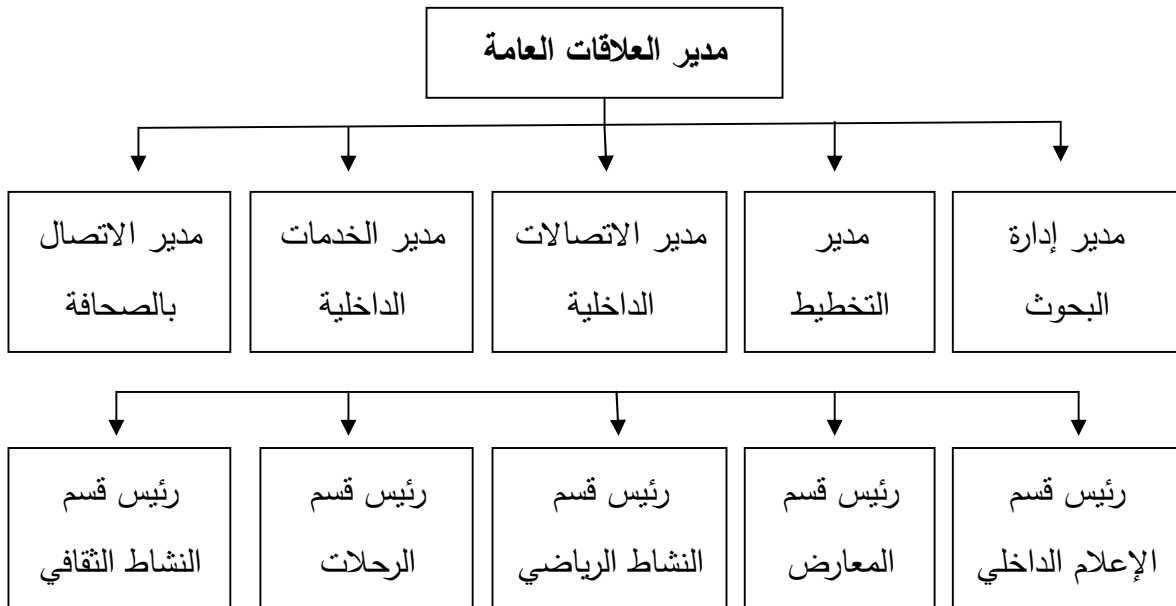 مدير العلاقات العامة
مدير إدارة
البحوث
مدير
التخطيط
مدير الاتصالات
الداخلية
مدير الخدمات
الداخلية
مدير الاتصال
بالصحافة
رئيس قسم
الإعلام الداخلي
رئيس قسم
المعارض
رئيس قسم
النشاط الرياضي
رئيس قسم
الرحلات
رئيس قسم
النشاط الثقافي